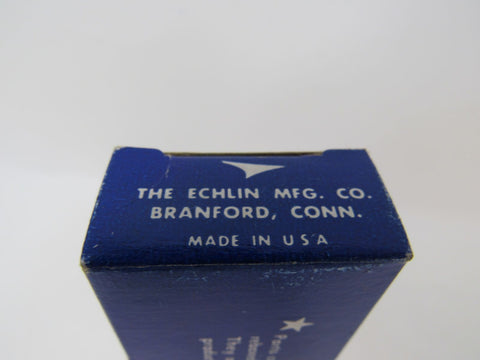 THE ECHLIN MFG. CO.
BRANFORD, CONN.
MADE IN USA